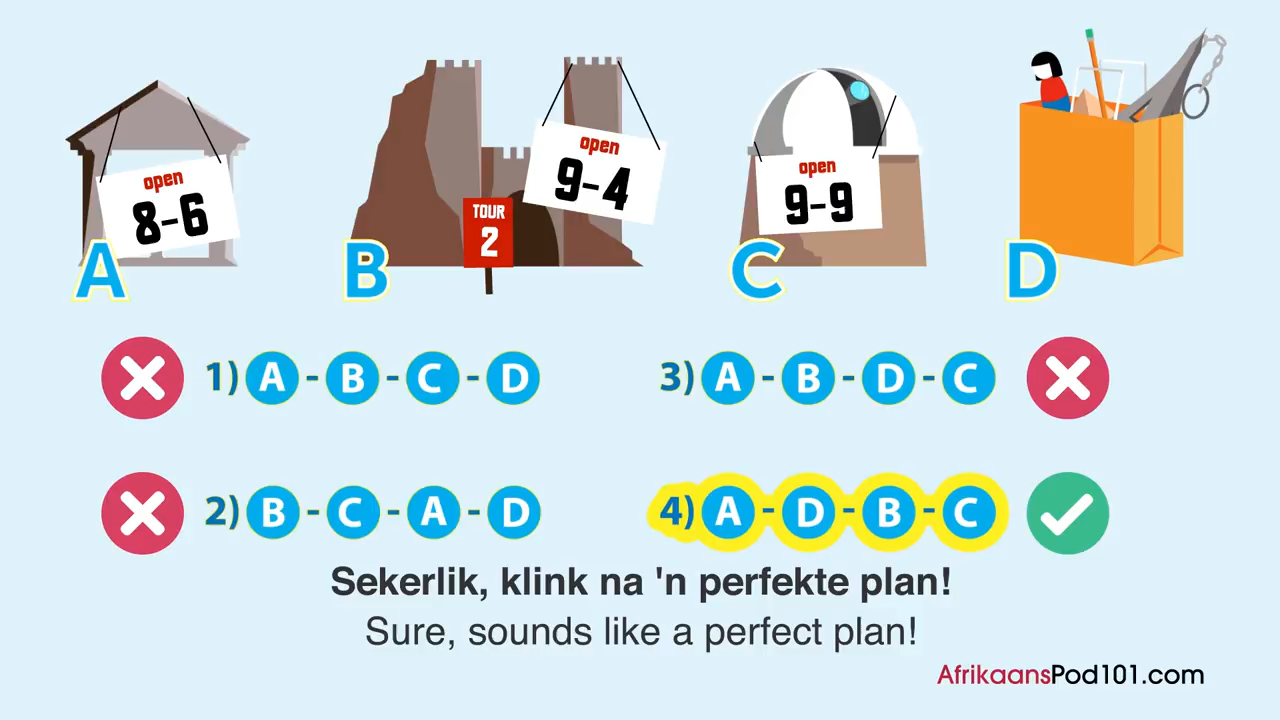 open
8-6
A
open
9-4
TOUR
2
B
open
9-9
C
D
1) A - B - C - D
3) A - B - D - C
2) B - C - A - D
4) A - D - B - C
Sekerlik, klink na 'n perfekte plan!
Sure, sounds like a perfect plan!
AfrikaansPod101.com